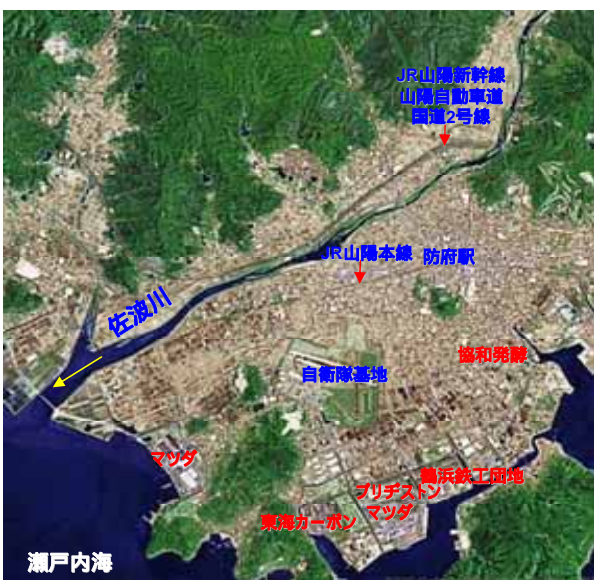 JR山陽新幹線
山陽自動車道
国道2号線
JR山陽本線
防府駅
佐波川
協和発酵
自衛隊基地
マツダ
鶴浜鉄工団地
ブリヂストン
マツダ
東海カーボン
瀬戸内海